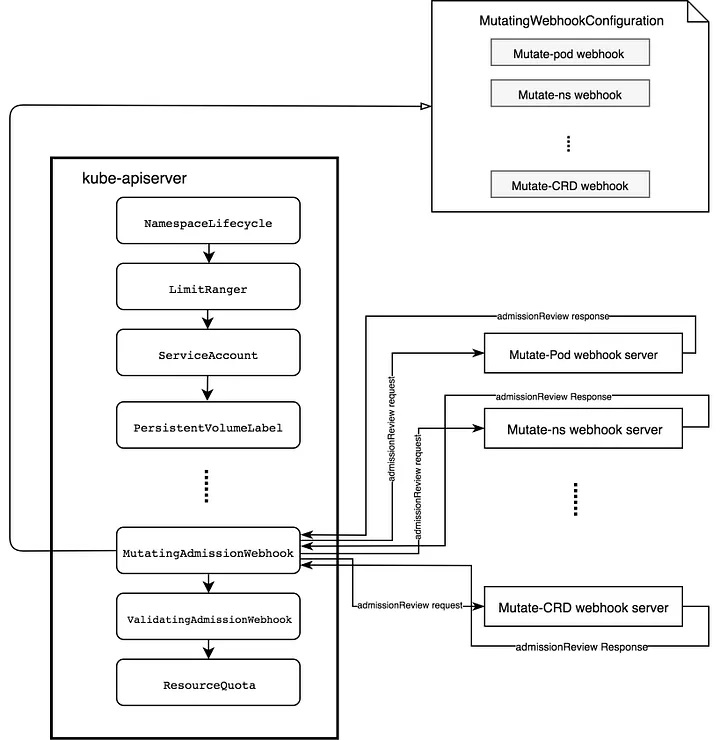 MutatingWebhookConfiguration
Mutate-pod webhook
Mutate-ns webhook
Mutate-CRD webhook
kube-apiserver
NamespaceLifecycle
LimitRanger
ServiceAccount
PersistentVolumeLabel
MutatingAdmissionWebhook
ValidatingAdmissionWebhook
ResourceQuota
admissionReview response
Mutate-Pod webhook server
admissionReview request
admissionReview Response
Mutate-ns webhook server
admissionReview request
Mutate-CRD webhook server
admissionReview request
admissionReview Response